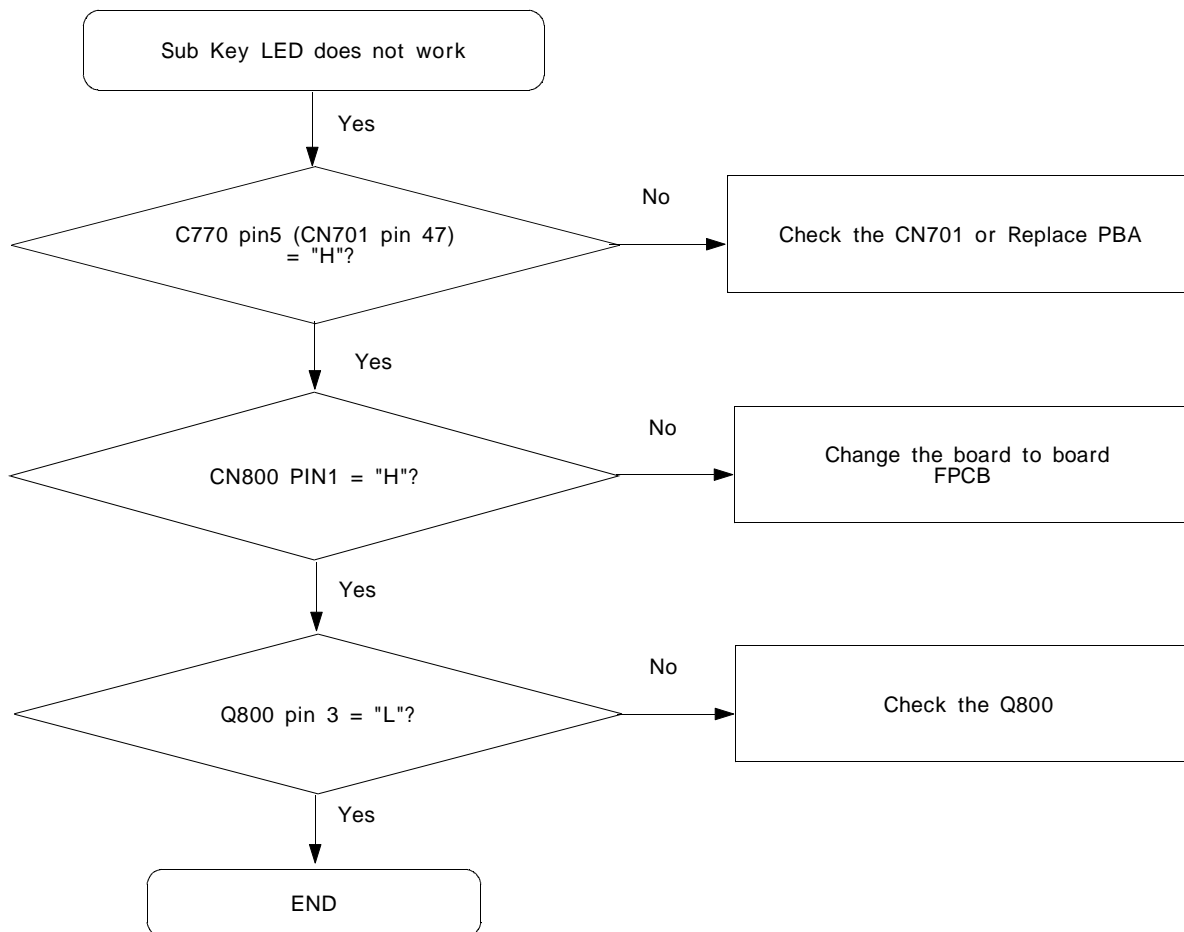 Sub Key LED does not work
Yes
C770 pin5 (CN701 pin 47)
= "H"?
No
Check the CN701 or Replace PBA
Yes
CN800 PIN1 = "H"?
No
Change the board to board
FPCB
Yes
Q800 pin 3 = "L"?
No
Check the Q800
Yes
END